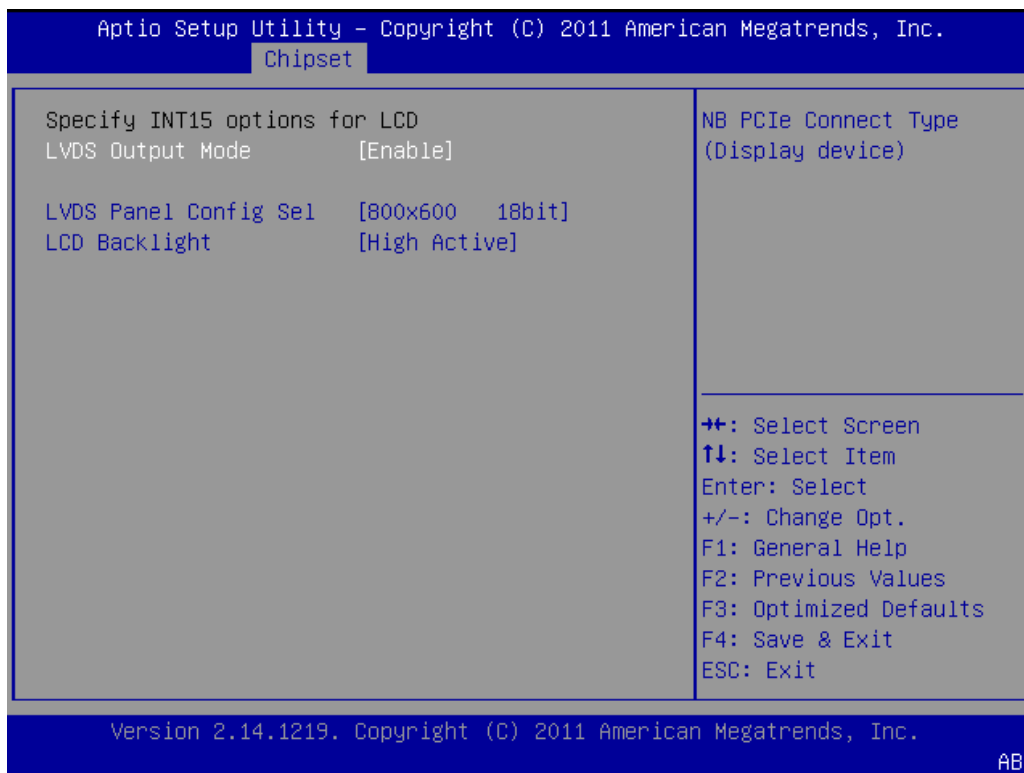 Aptio Setup Utility – Copyright (C) 2011 American Megatrends, Inc.
Chipset
Specify INT15 options for LCD
LVDS Output Mode [Enable]
LVDS Panel Config Sel [800x600 18bit]
LCD Backlight [High Active]
NB PCIe Connect Type
(Display device)
→←: Select Screen
↑↓: Select Item
Enter: Select
+/-: Change Opt.
F1: General Help
F2: Previous Values
F3: Optimized Defaults
F4: Save & Exit
ESC: Exit
Version 2.14.1219. Copyright (C) 2011 American Megatrends, Inc.
AB